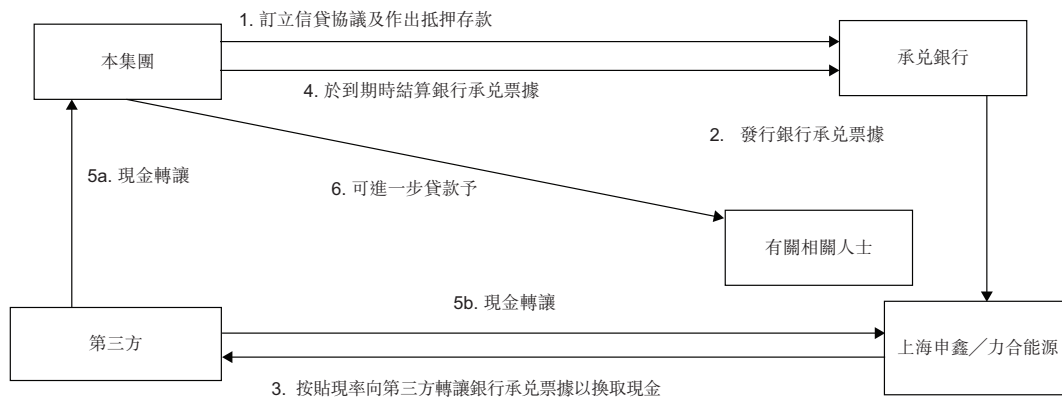 1. 訂立信貸協議及作出抵押存款
本集團
承兑銀行
4. 於到期時結算銀行承兑票據
2. 發行銀行承兑票據
5a. 現金轉讓
6. 可進一步貸款予
有關相關人士
5b. 現金轉讓
第三方
上海申鑫／力合能源
3. 按貼現率向第三方轉讓銀行承兑票據以換取現金